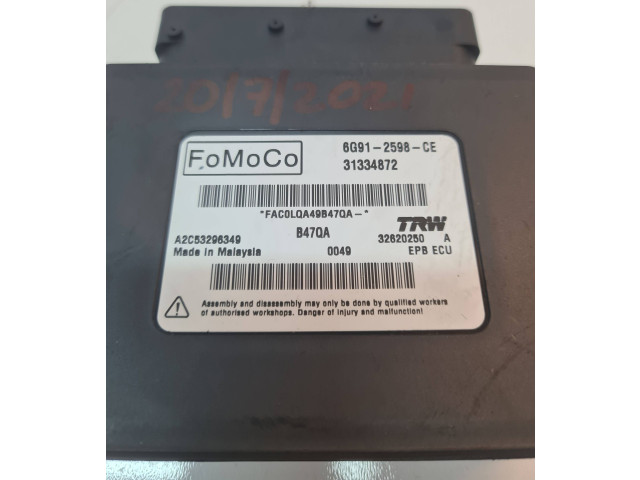 20/7/2021
FoMoCo
6G91-2598-CE
31334872
*FAC0LQA49B47QA-*
A2C53296349
B47QA
TRW
32620250 A
Made in Malaysia
0049
EPB ECU
Assembly and disassembly may only be done by qualified workers
of authorised workshops. Danger of injury and malfunction!